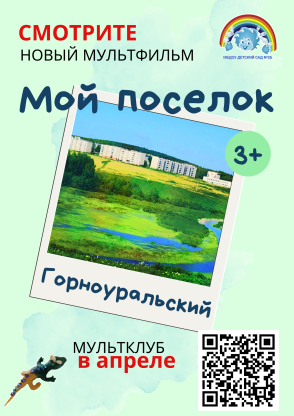 СМОТРИТЕ
НОВЫЙ МУЛЬТФИЛЬМ
Мой поселок
3+
Горноуральский
МУЛЬТКЛУБ
в апреле